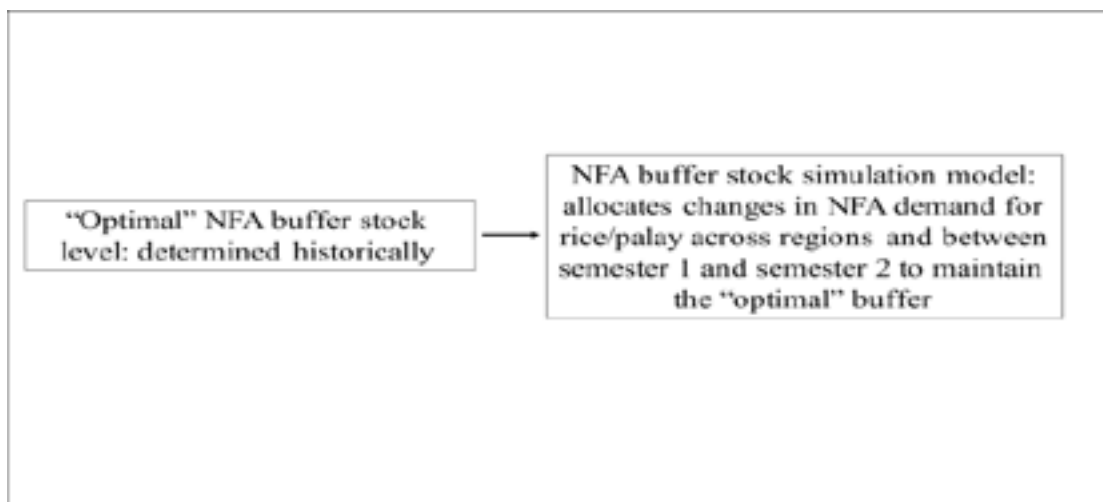 “Optimal” NFA buffer stock
level: determined historically
NFA buffer stock simulation model:
allocates changes in NFA demand for
rice/palay across regions and between
semester 1 and semester 2 to maintain
the “optimal” buffer